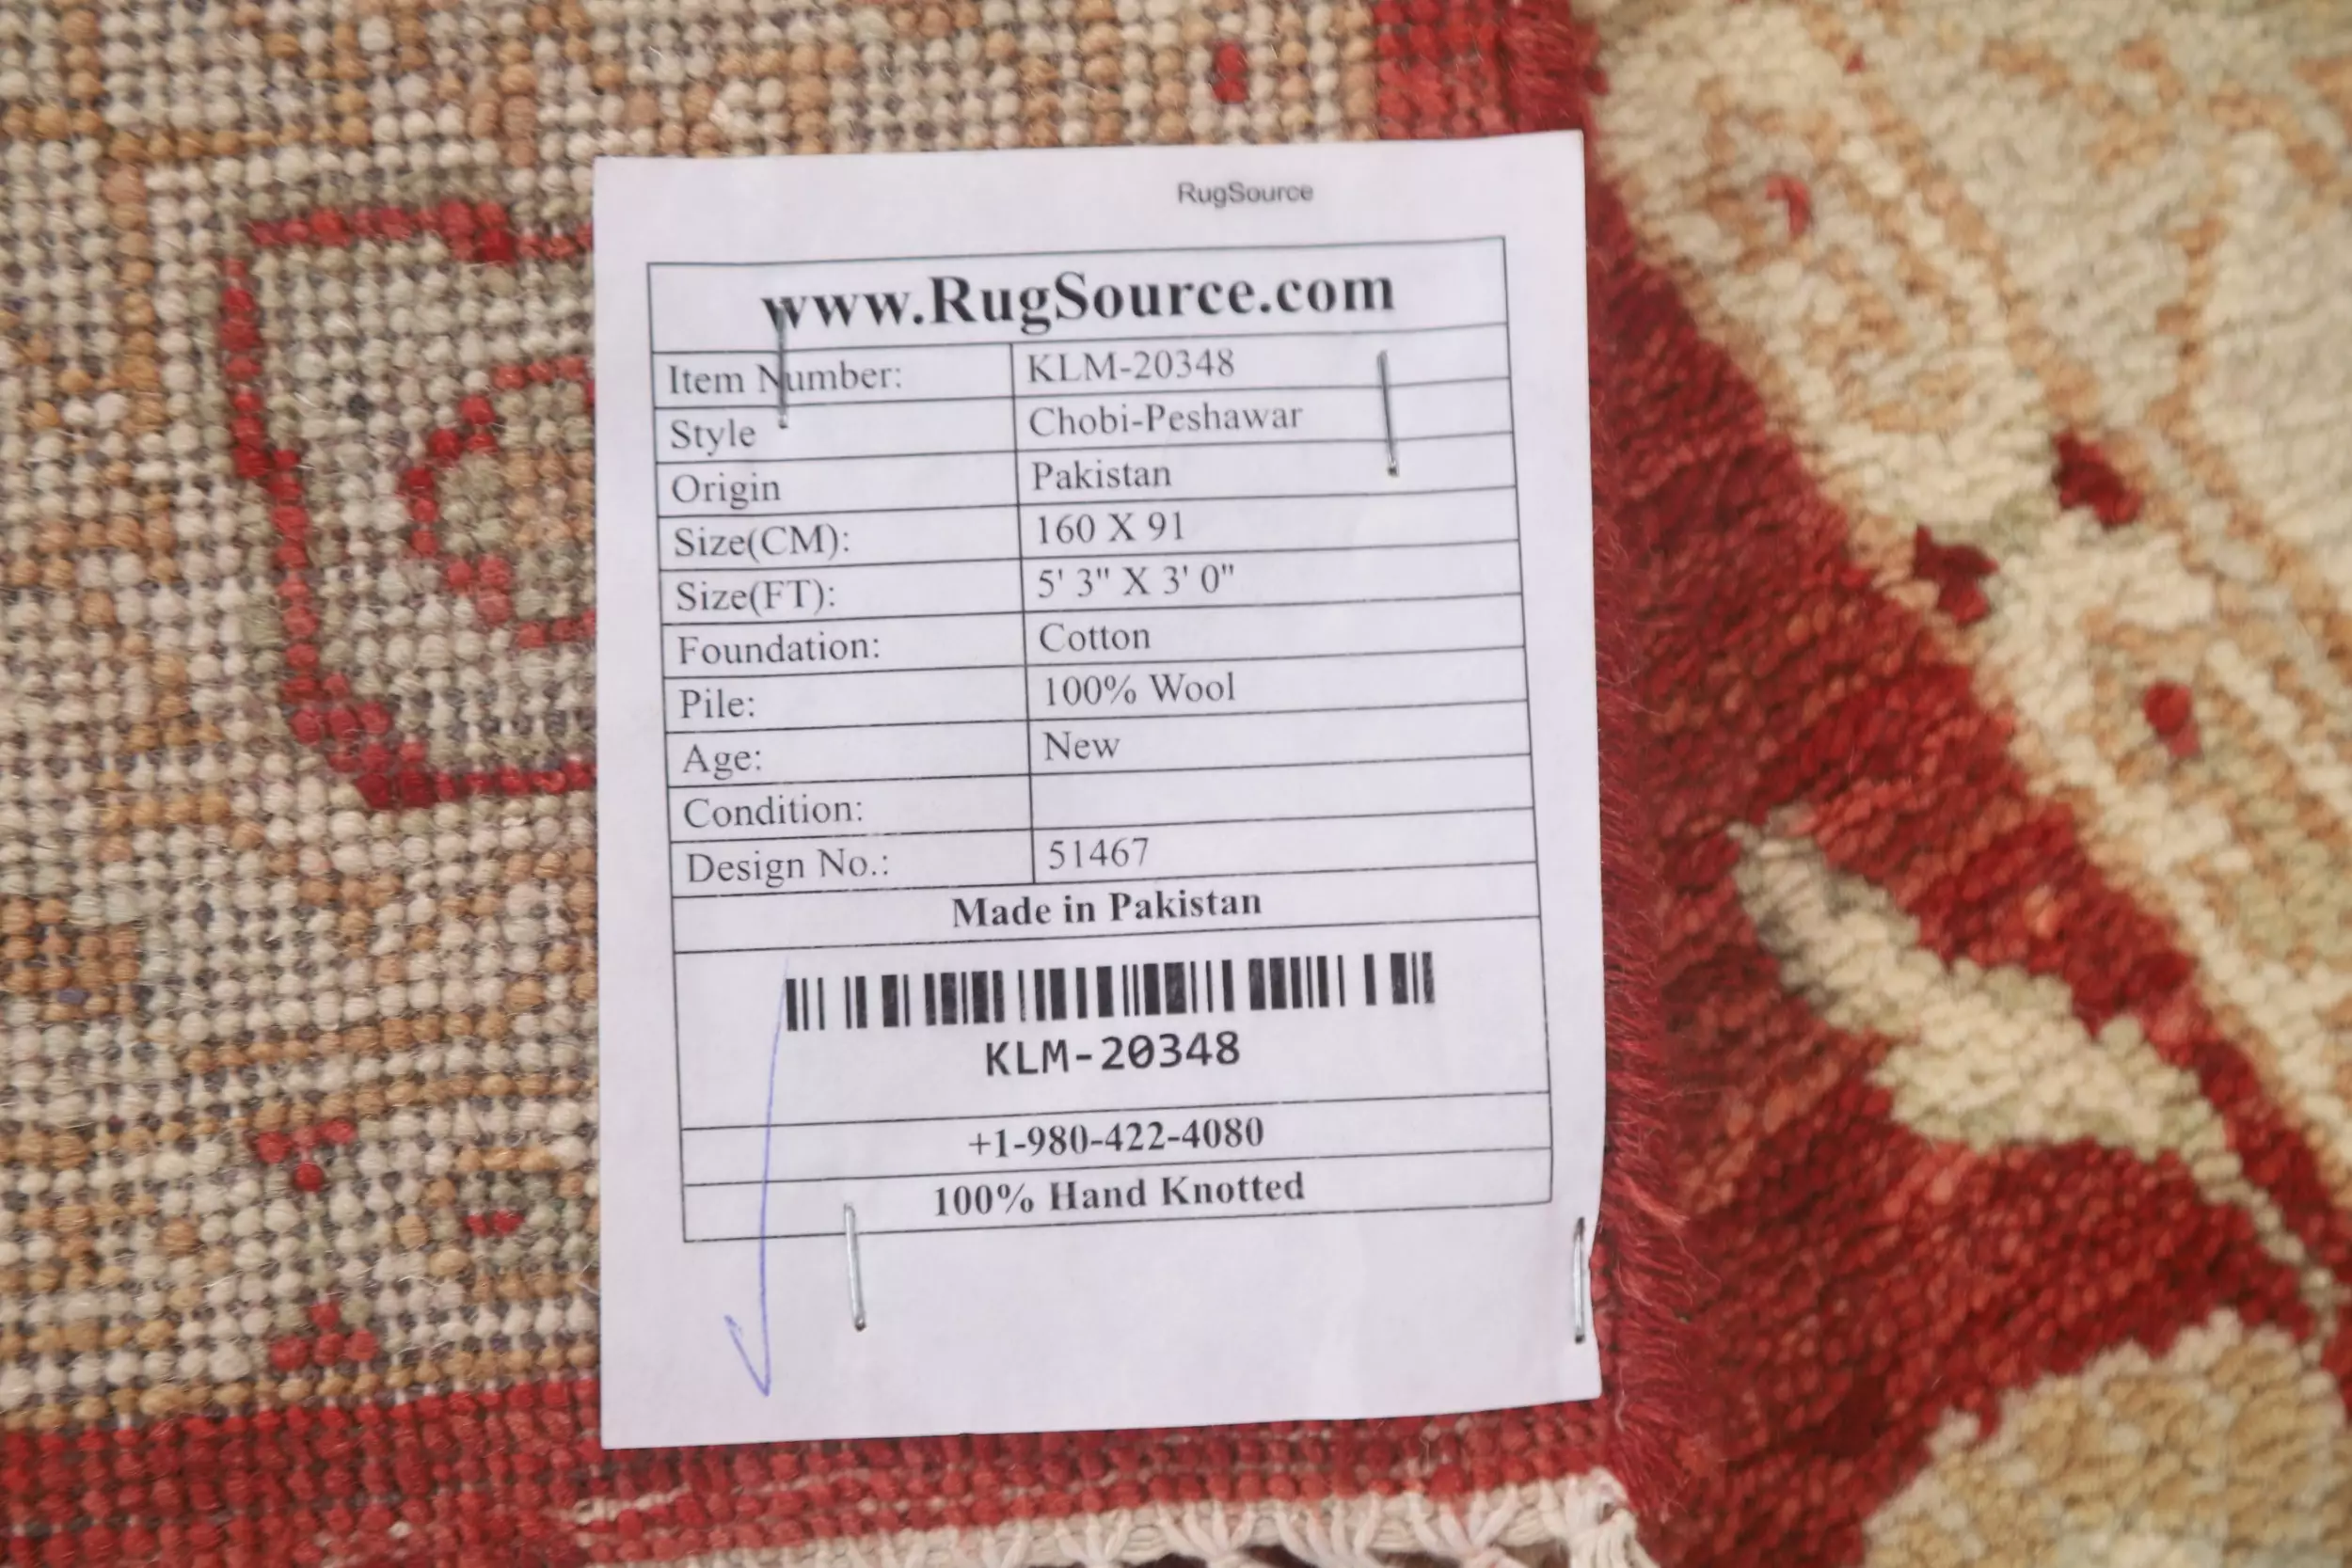 RugSource
www.RugSource.com
Item Number: KLM-20348
Style Chobi-Peshawar
Origin Pakistan
Size(CM): 160 X 91
Size(FT): 5' 3" X 3' 0"
Foundation: Cotton
Pile: 100% Wool
Age: New
Condition:
Design No.: 51467
Made in Pakistan
KLM-20348
+1-980-422-4080
100% Hand Knotted